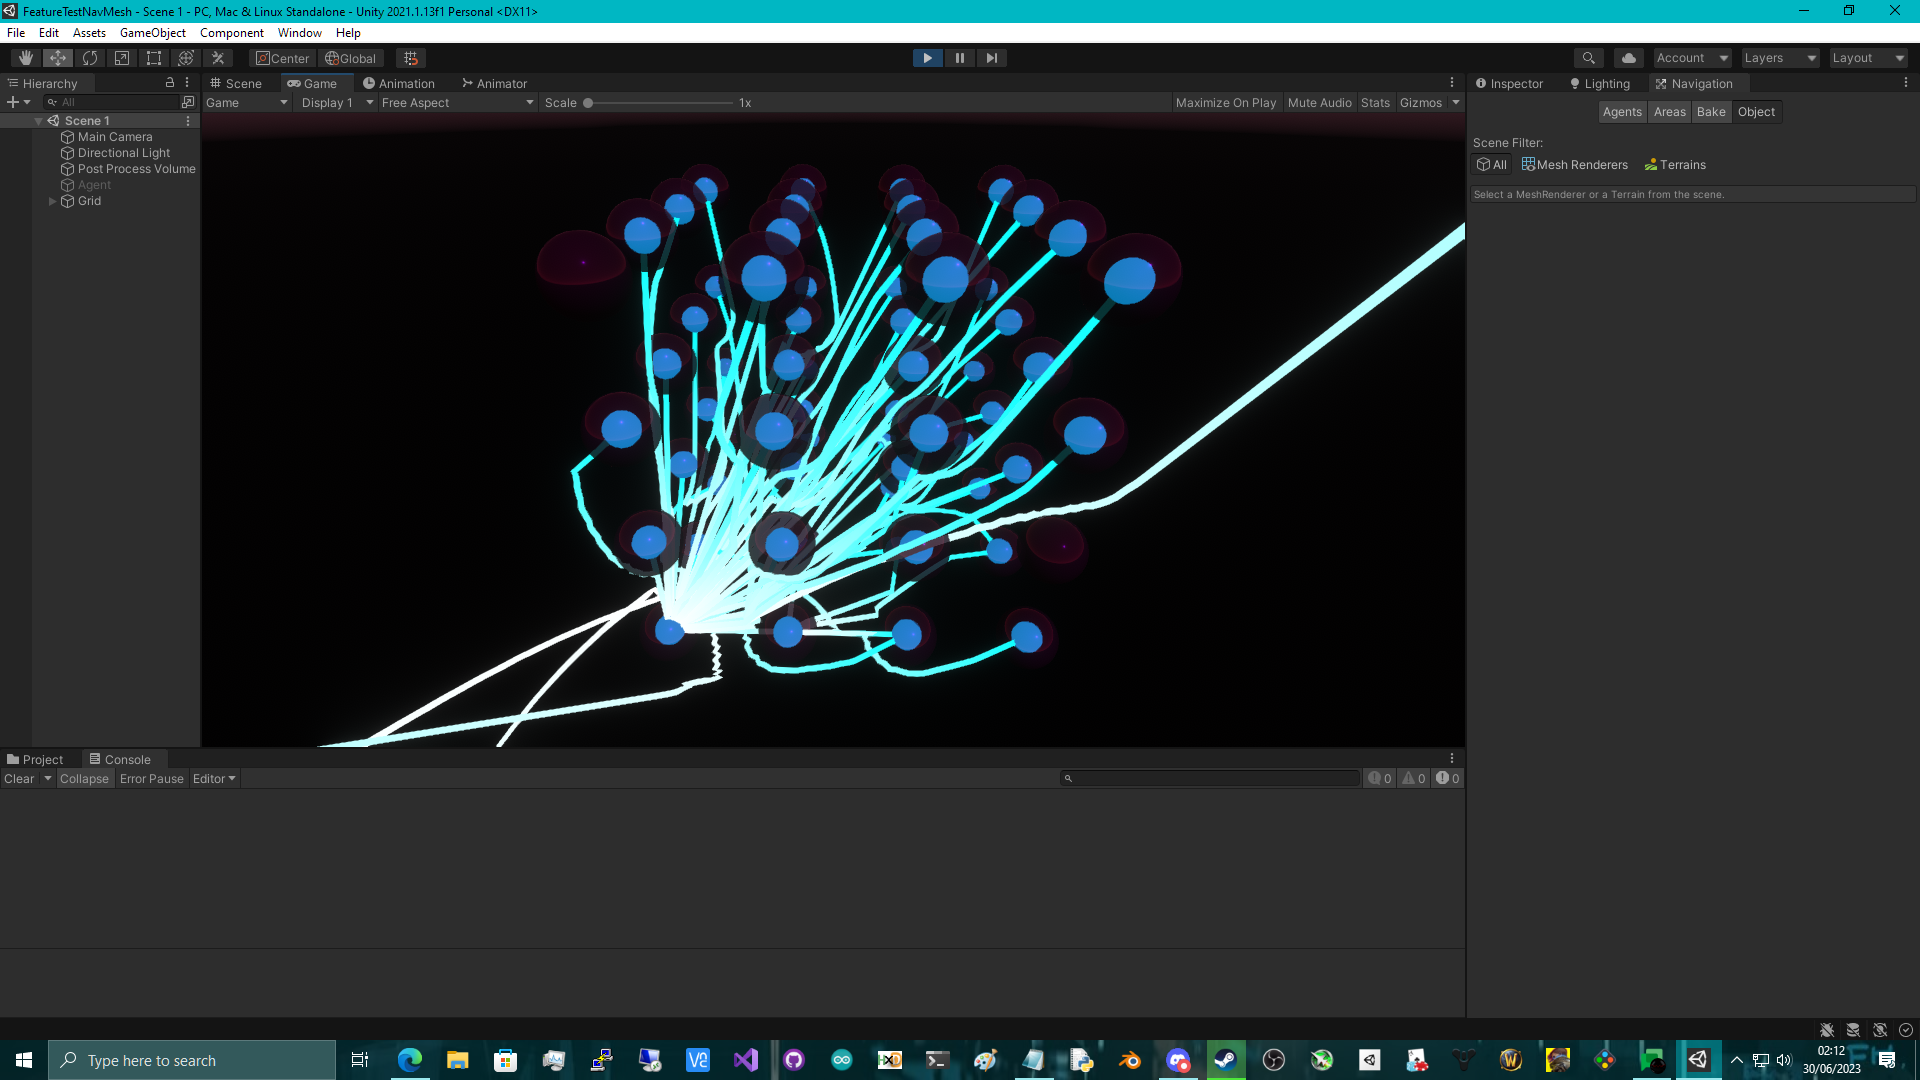 FeatureTestNavMesh - Scene 1 - PC, Mac & Linux Standalone - Unity 2021.1.13f1 Personal <DX11>
File Edit Assets GameObject Component Window Help
Center Global Account Layers Layout
Hierarchy Scene Game Animation Animator Inspector Lighting Navigation
All Game Display 1 Free Aspect Scale 1x Maximize On Play Mute Audio Stats Gizmos
Agents Areas Bake Object
Scene 1
Main Camera
Directional Light
Post Process Volume
Agent
Grid
Scene Filter:
All Mesh Renderers Terrains
Select a MeshRenderer or a Terrain from the scene.
Project Console
Clear Collapse Error Pause Editor 0 0 0
Type here to search
02:12
30/06/2023